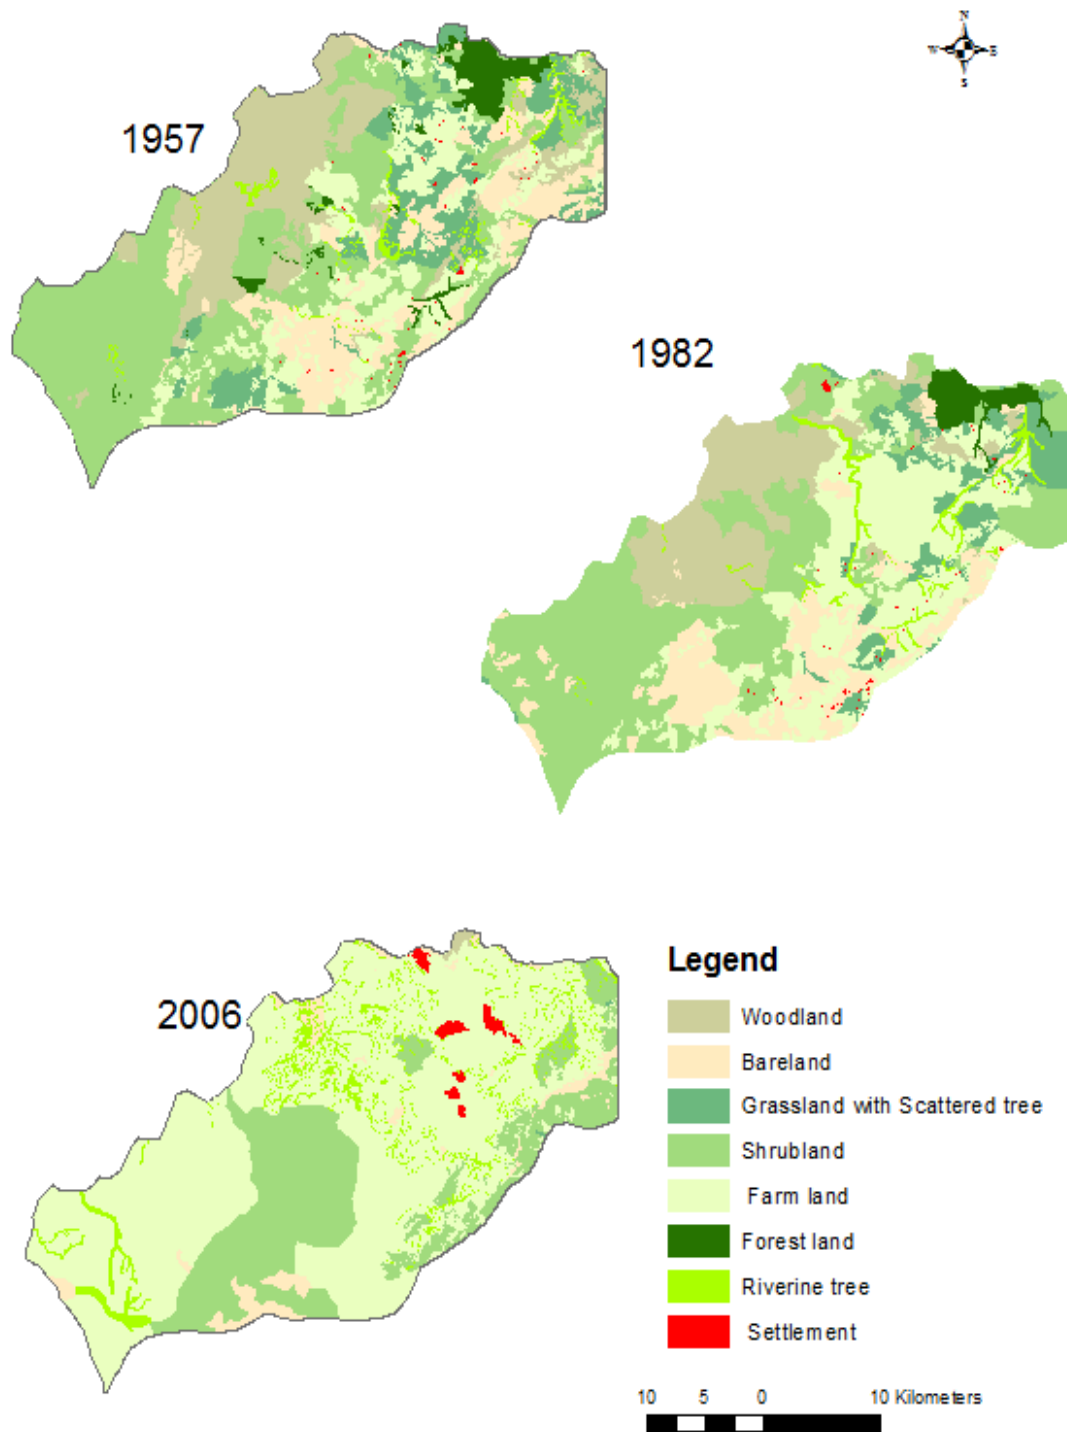 N
W E
S
1957
1982
2006
Legend
Woodland
Bareland
Grassland with Scattered tree
Shrubland
Farm land
Forest land
Riverine tree
Settlement
10 5 0 10 Kilometers